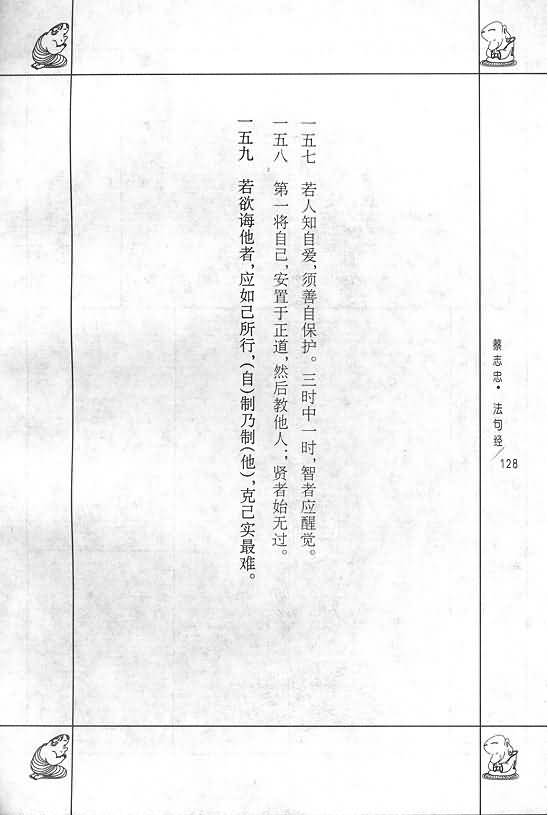 一五七 若人知自爱,须善自保护。三时中一时,智者应醒觉。
一五八 第一将自己,安置于正道,然后教他人;贤者始无过。
一五九 若欲诲他者,应如己所行,(自)制乃制(他),克己实最难。
蔡志忠·法句经/128